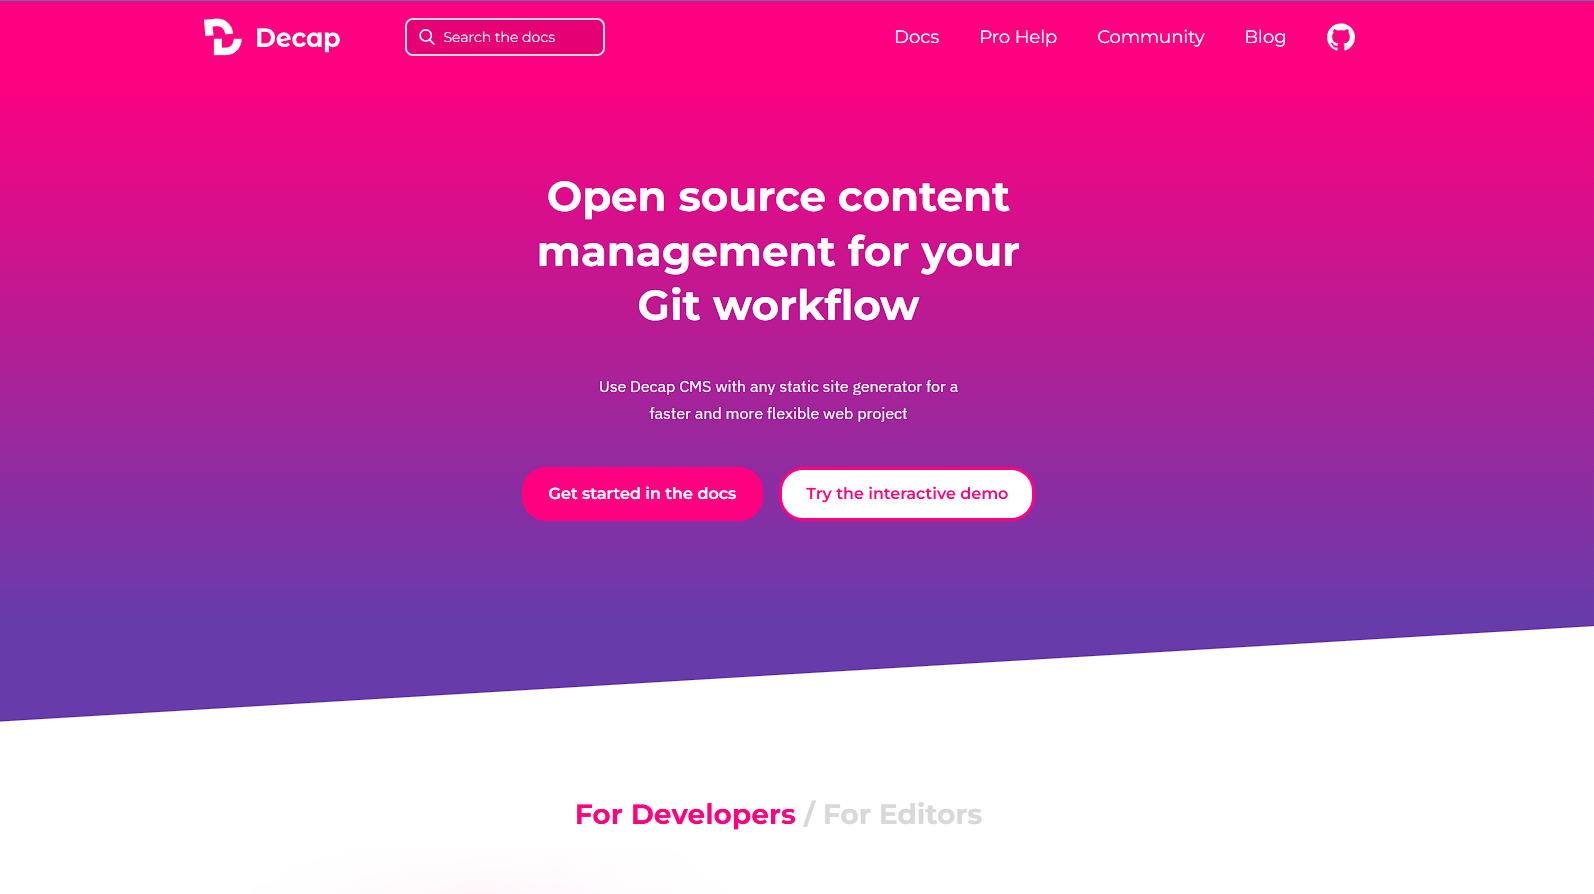 Decap
Search the docs
Docs
Pro Help
Community
Blog
Open source content
management for your
Git workflow
Use Decap CMS with any static site generator for a
faster and more flexible web project
Get started in the docs
Try the interactive demo
For Developers / For Editors